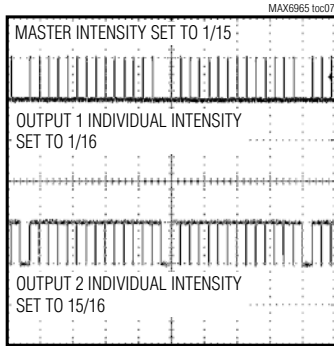 MAX6965 toc07
MASTER INTENSITY SET TO 1/15
OUTPUT 1 INDIVIDUAL INTENSITY
SET TO 1/16
OUTPUT 2 INDIVIDUAL INTENSITY
SET TO 15/16